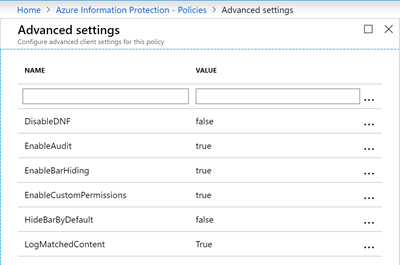 Home > Azure Information Protection - Policies > Advanced settings
Advanced settings
Configure advanced client settings for this policy
NAME VALUE
...
DisableDNF false ...
EnableAudit true ...
EnableBarHiding true ...
EnableCustomPermissions true ...
HideBarByDefault false ...
LogMatchedContent True ...